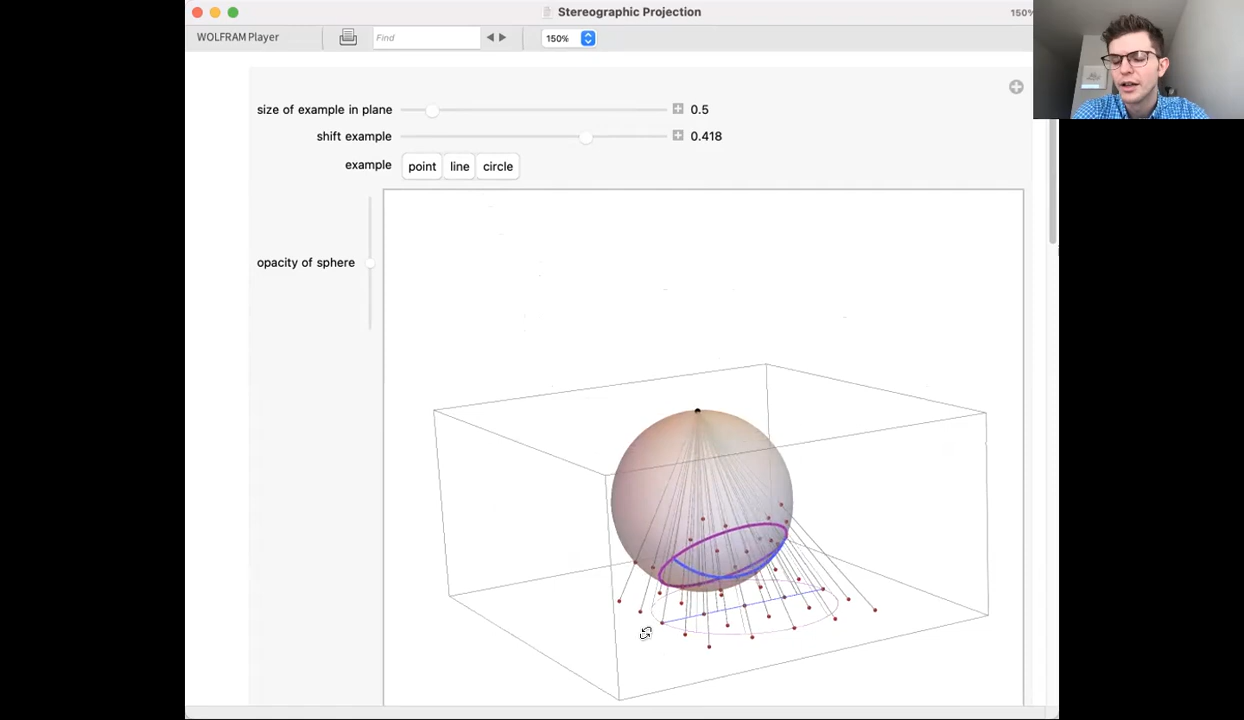 Stereographic Projection
150%
WOLFRAM Player
Find
150%
size of example in plane
0.5
shift example
0.418
example
point
line
circle
opacity of sphere